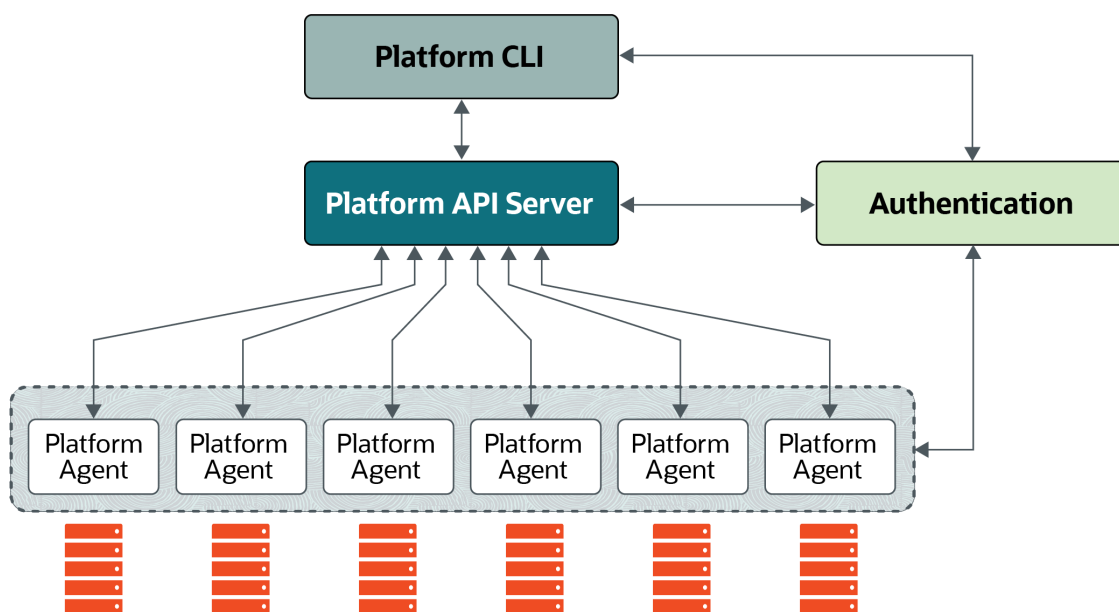 Platform CLI
Platform API Server
Authentication
Platform
Agent
Platform
Agent
Platform
Agent
Platform
Agent
Platform
Agent
Platform
Agent